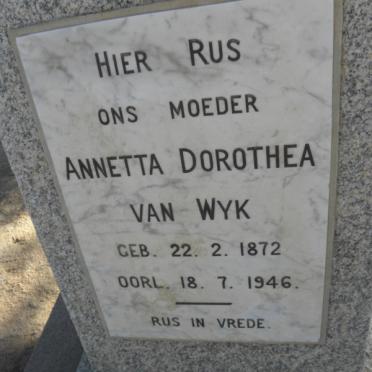 HIER RUS
ONS MOEDER
ANNETTA DOROTHEA
VAN WYK
GEB. 22. 2. 1872
OORL. 18. 7. 1946.
RUS IN VREDE.